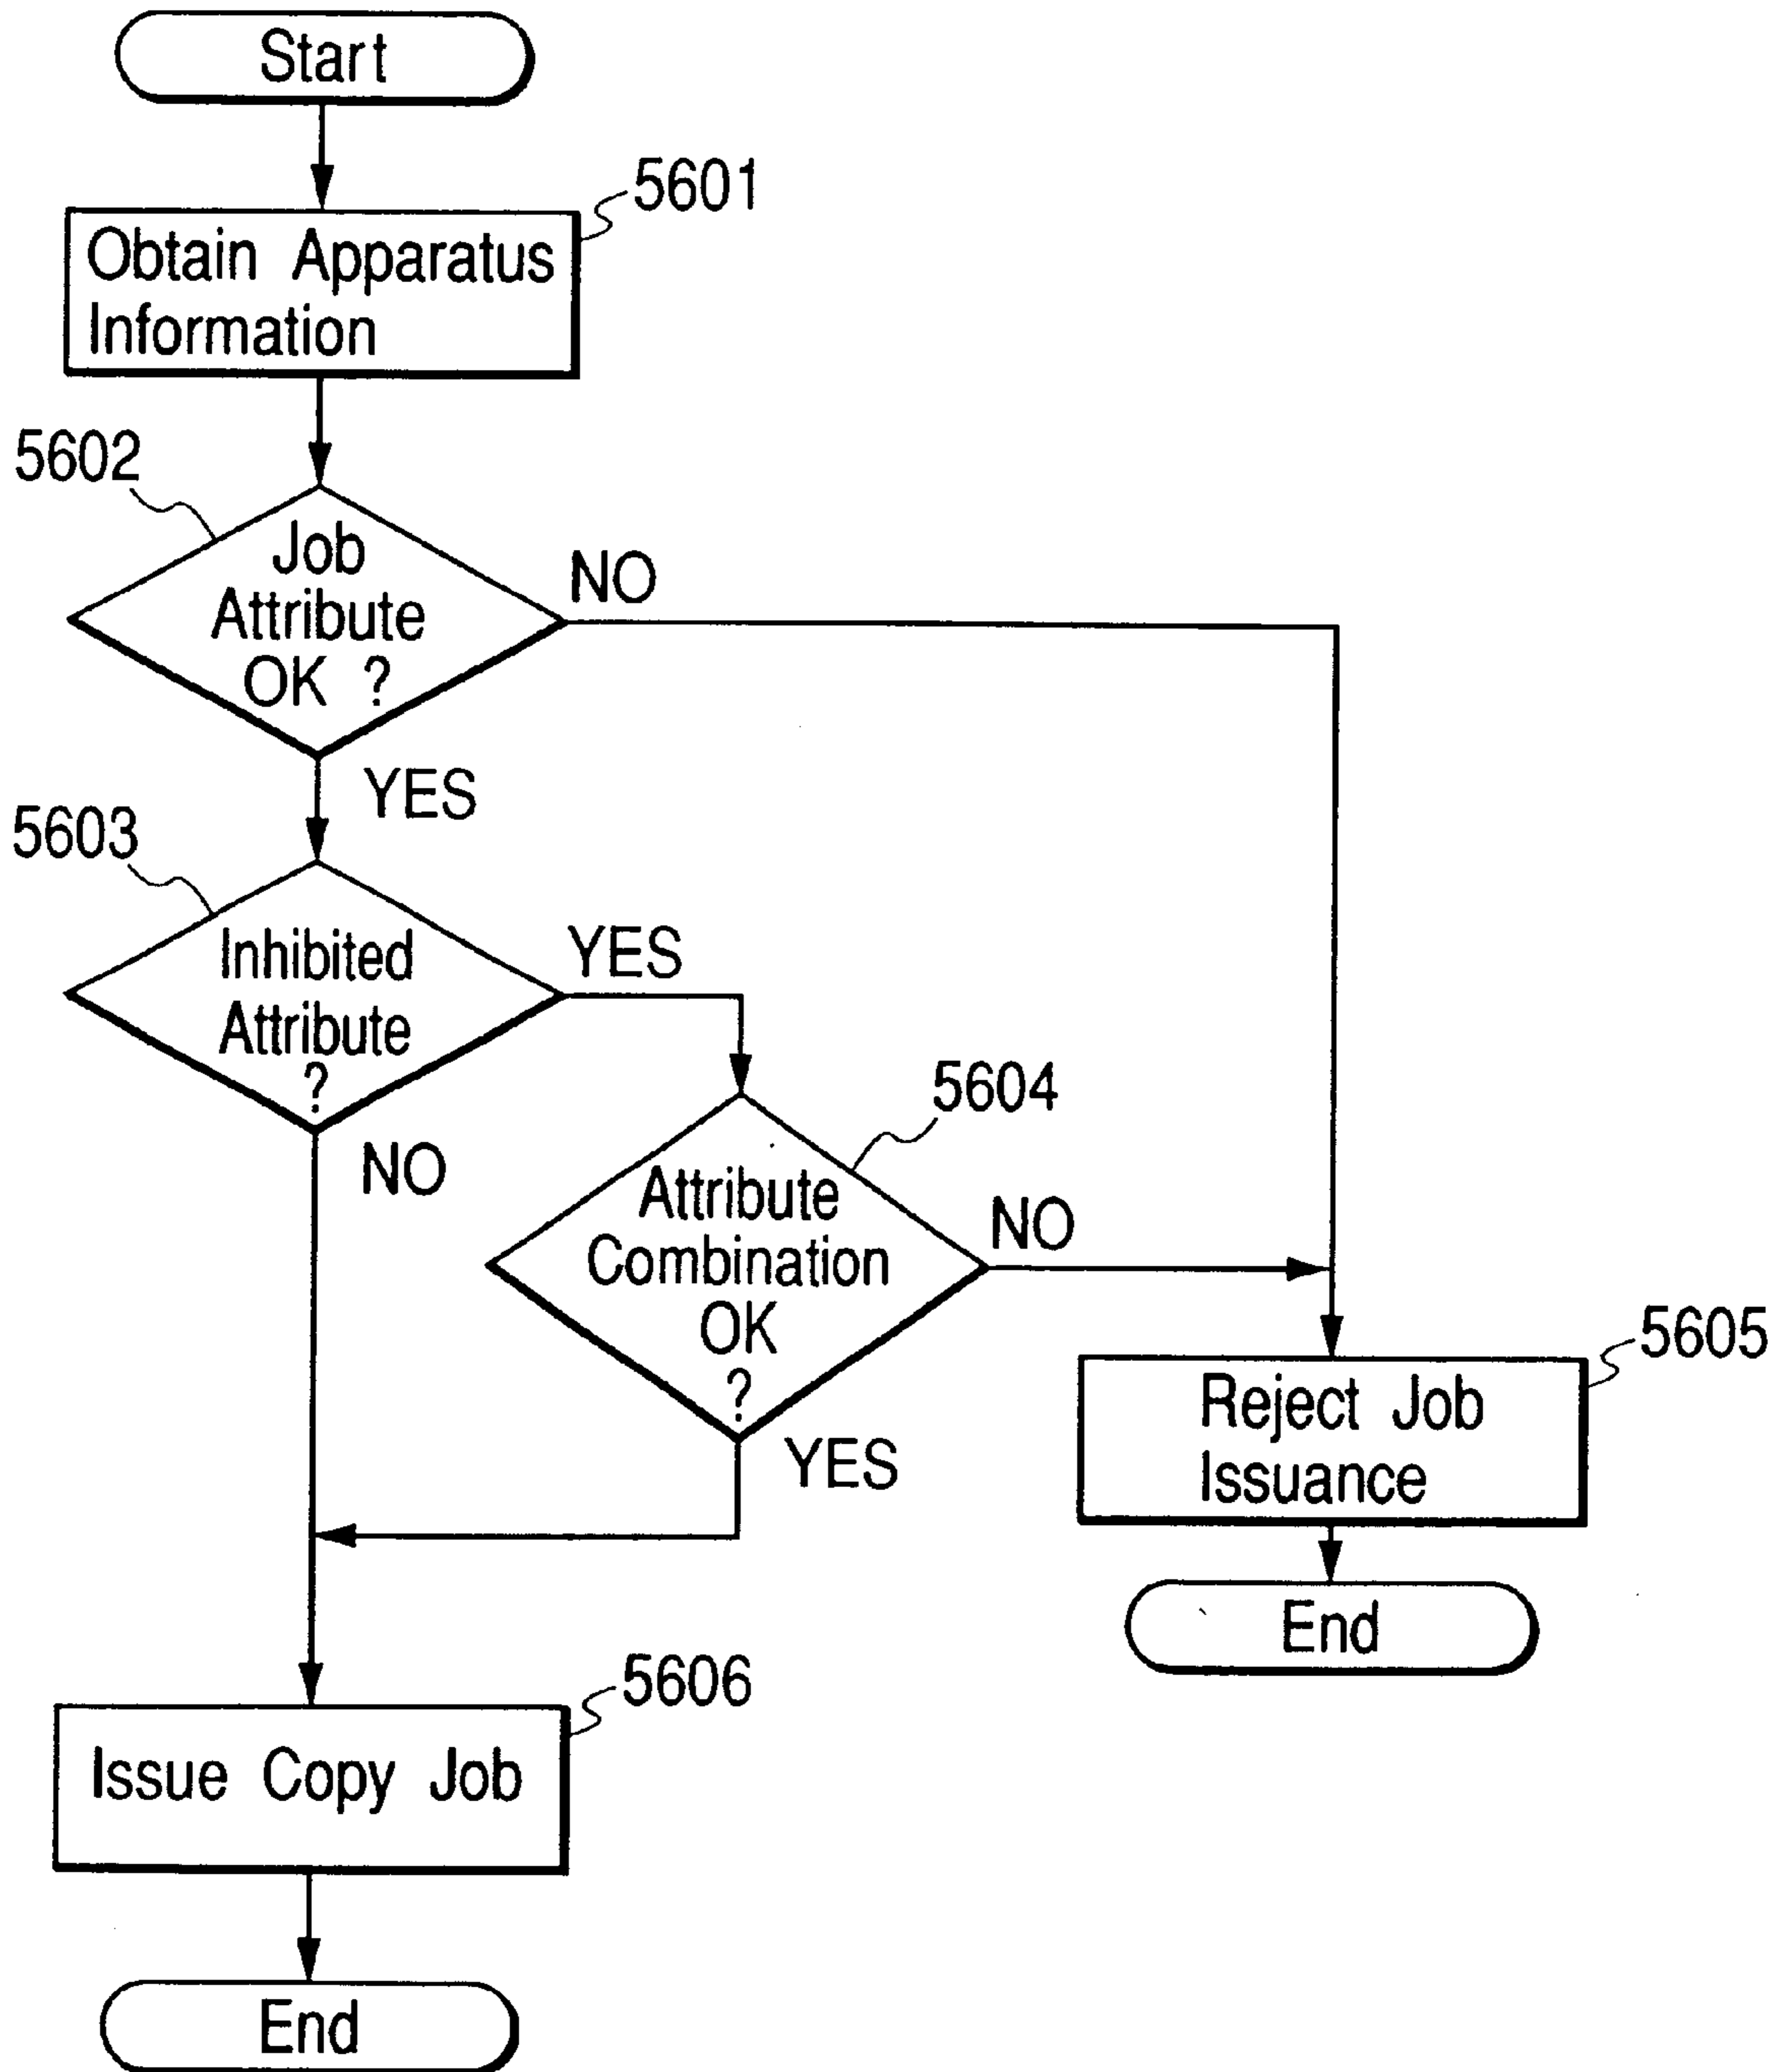 Start
5601
Obtain Apparatus
Information
5602
Job
Attribute
OK ?
NO
YES
5603
Inhibited
Attribute
?
YES
NO
5604
Attribute
Combination
OK
?
NO
YES
5605
Reject Job
Issuance
End
5606
Issue Copy Job
End